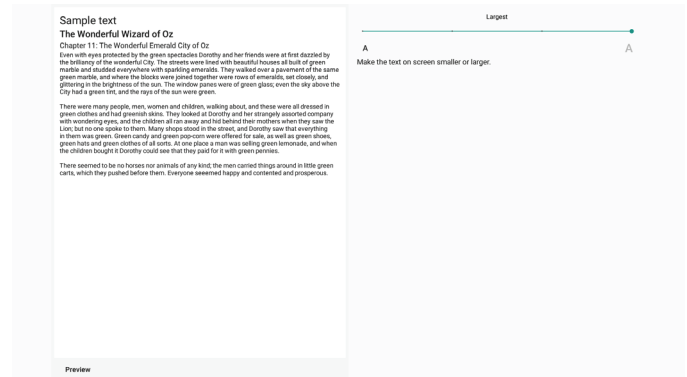 Sample text
The Wonderful Wizard of Oz
Chapter 11: The Wonderful Emerald City of Oz
Even with eyes protected by the green spectacles Dorothy and her friends were at first dazzled by
the brilliancy of the wonderful City. The streets were lined with beautiful houses all built of green
marble and studded everywhere with sparkling emeralds. They walked over a pavement of the same
green marble, and where the blocks were joined together were rows of emeralds, set closely, and
glittering in the brightness of the sun. The window panes were of green glass; even the sky above the
City had a green tint, and the rays of the sun were green.
There were many people, men, women and children, walking about, and these were all dressed in
green clothes and had greenish skins. They looked at Dorothy and her strangely assorted company
with wondering eyes, and the children all ran away and hid behind their mothers when they saw the
Lion; but no one spoke to them. Many shops stood in the street, and Dorothy saw that everything
in them was green. Green candy and green pop-corn were offered for sale, as well as green shoes,
green hats and green clothes of all sorts. At one place a man was selling green lemonade, and when
the children bought it Dorothy could see that they paid for it with green pennies.
There seemed to be no horses nor animals of any kind; the men carried things around in little green
carts, which they pushed before them. Everyone seeemed happy and contented and prosperous.
Preview
Largest
A A
Make the text on screen smaller or larger.